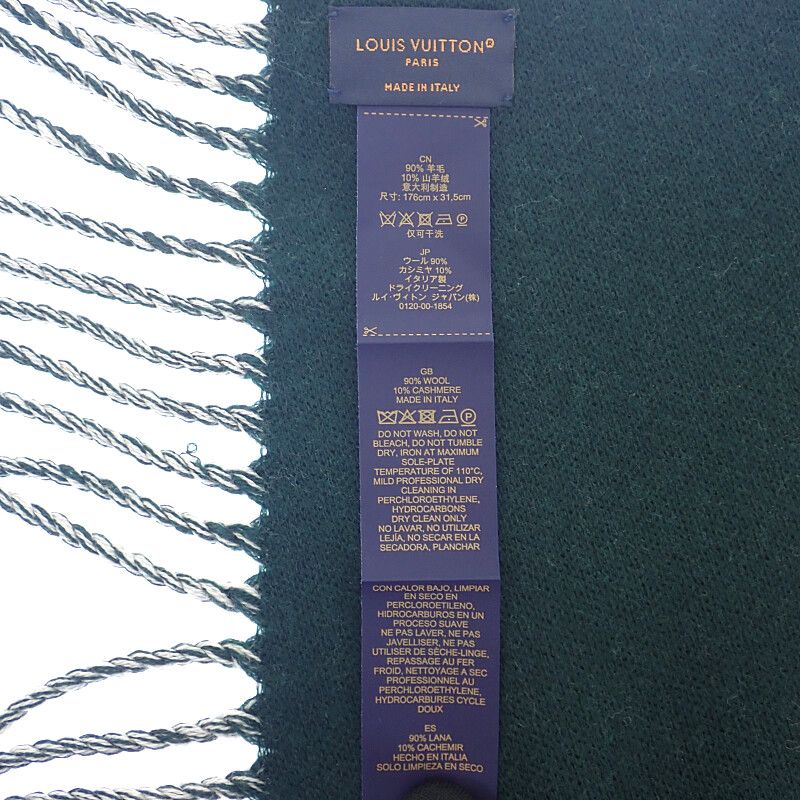 LOUIS VUITTON®
PARIS
MADE IN ITALY
CN
90% 羊毛
10% 山羊绒
意大利制造
尺寸: 176cm x 31,5cm
仅可干洗
JP
ウール 90%
カシミヤ 10%
イタリア製
ドライクリーニング
ルイ・ヴィトン ジャパン(株)
0120-00-1854
GB
90% WOOL
10% CASHMERE
MADE IN ITALY
DO NOT WASH, DO NOT
BLEACH, DO NOT TUMBLE
DRY, IRON AT MAXIMUM
SOLE-PLATE
TEMPERATURE OF 110°C,
MILD PROFESSIONAL DRY
CLEANING IN
PERCHLOROETHYLENE,
HYDROCARBONS
DRY CLEAN ONLY
NO LAVAR, NO UTILIZAR
LEJÍA, NO SECAR EN LA
SECADORA, PLANCHAR
CON CALOR BAJO, LIMPIAR
EN SECO EN
PERCLOROETILENO,
HIDROCARBUROS EN UN
PROCESO SUAVE
NE PAS LAVER, NE PAS
JAVELLISER, NE PAS
UTILISER DE SÈCHE-LINGE,
REPASSAGE AU FER
FROID, NETTOYAGE A SEC
PROFESSIONNEL AU
PERCHLOROETHYLENE,
HYDROCARBURES CYCLE
DOUX
ES
90% LANA
10% CACHEMIR
HECHO EN ITALIA
SOLO LIMPIEZA EN SECO